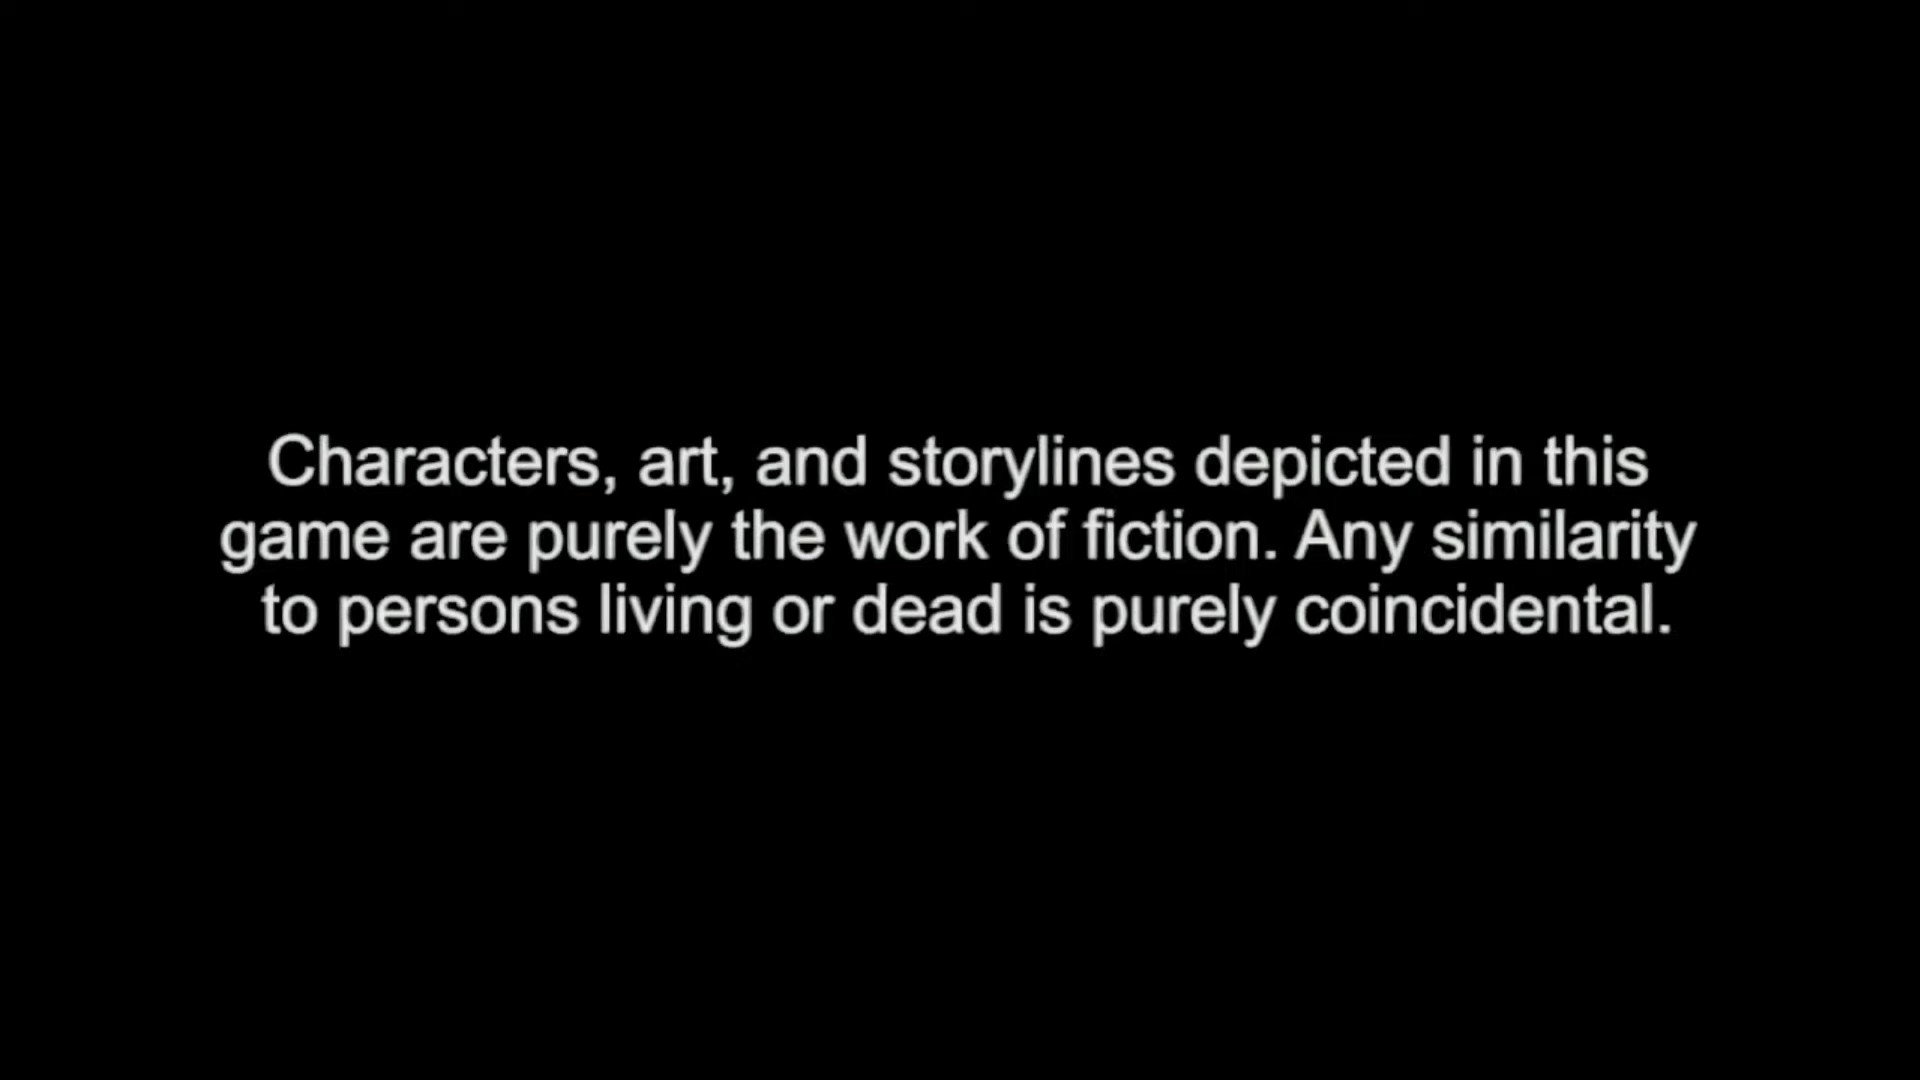 Characters, art, and storylines depicted in this
game are purely the work of fiction. Any similarity
to persons living or dead is purely coincidental.